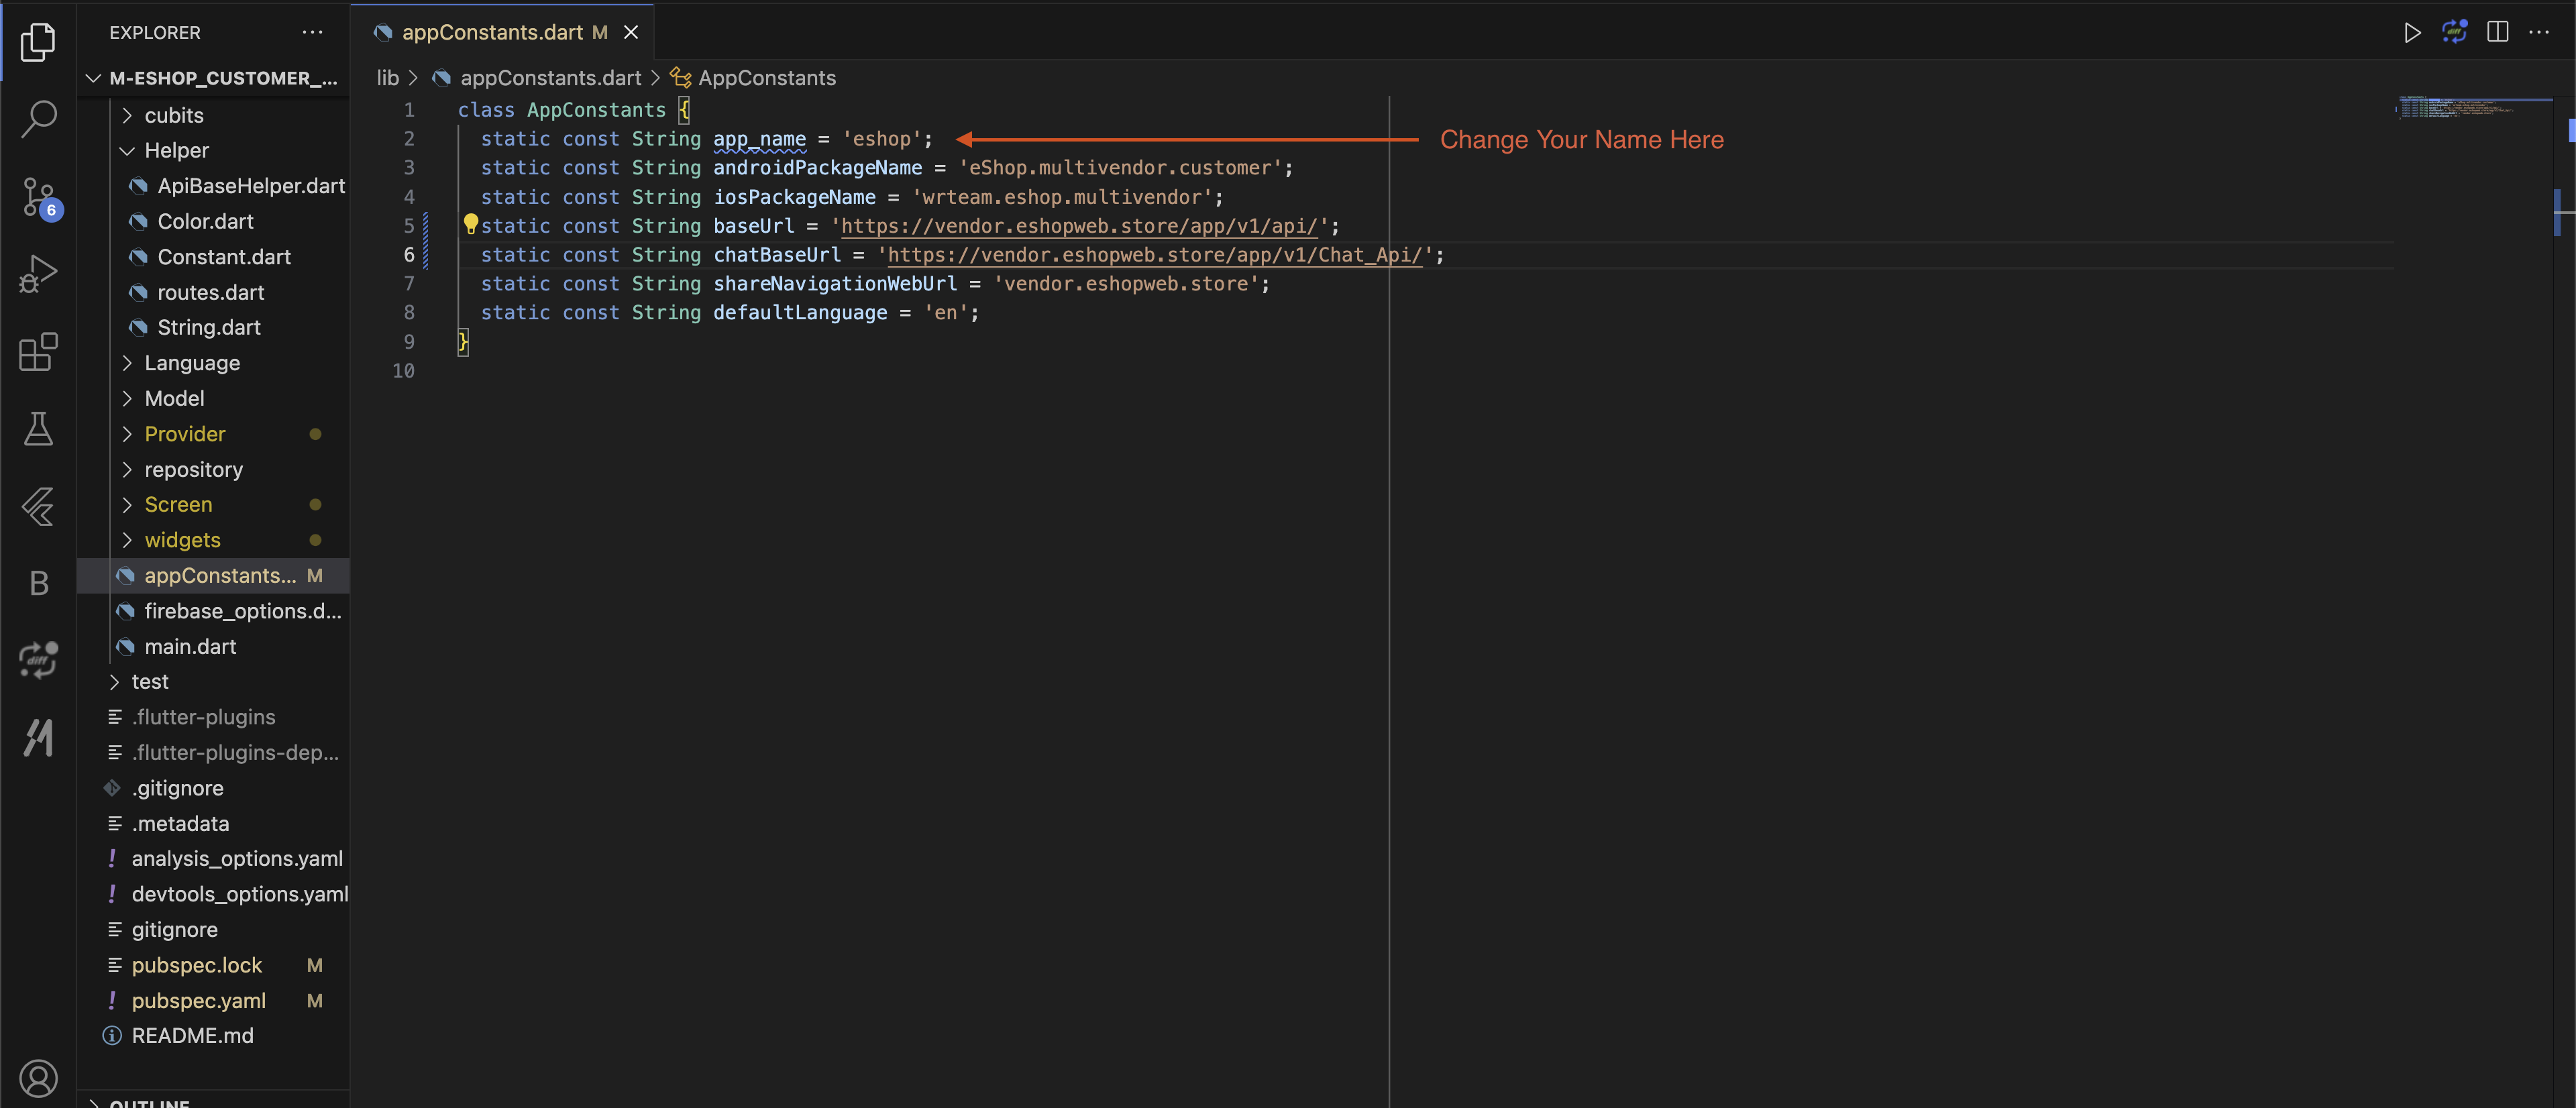 EXPLORER
M-ESHOP_CUSTOMER_...
cubits
Helper
ApiBaseHelper.dart
Color.dart
Constant.dart
routes.dart
String.dart
Language
Model
Provider
repository
Screen
widgets
appConstants... M
firebase_options.d...
main.dart
test
.flutter-plugins
.flutter-plugins-dep...
.gitignore
.metadata
! analysis_options.yaml
! devtools_options.yaml
gitignore
pubspec.lock M
! pubspec.yaml M
README.md
OUTLINE
6
B
diff
appConstants.dart M
diff
lib > appConstants.dart > AppConstants
1 class AppConstants {
2 static const String app_name = 'eshop';
Change Your Name Here
3 static const String androidPackageName = 'eShop.multivendor.customer';
4 static const String iosPackageName = 'wrteam.eshop.multivendor';
5 static const String baseUrl = 'https://vendor.eshopweb.store/app/v1/api/';
6 static const String chatBaseUrl = 'https://vendor.eshopweb.store/app/v1/Chat_Api/';
7 static const String shareNavigationWebUrl = 'vendor.eshopweb.store';
8 static const String defaultLanguage = 'en';
9 }
10